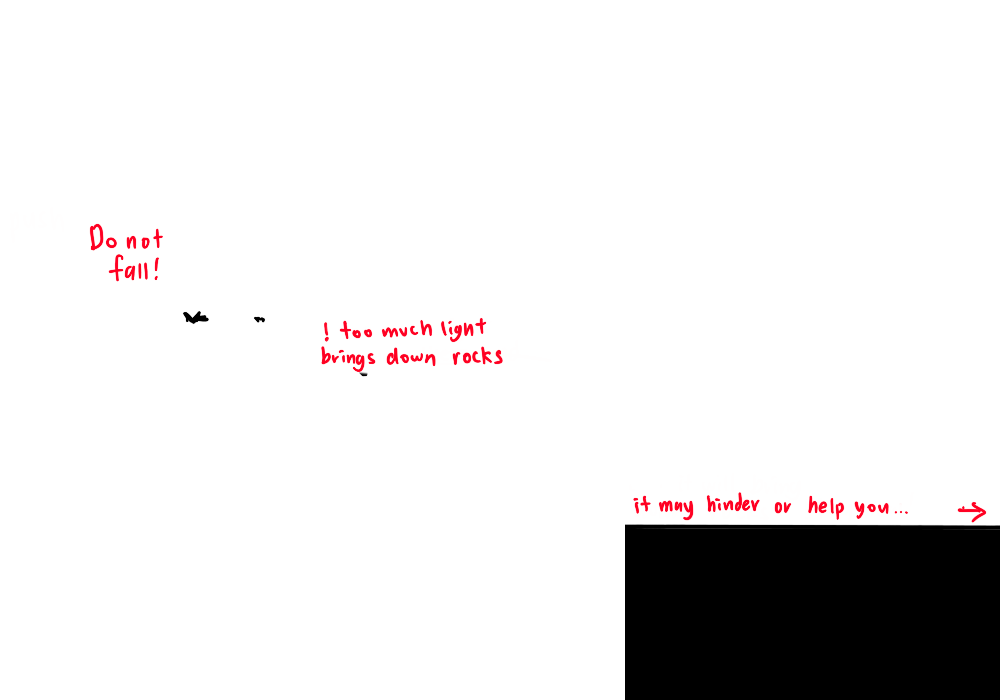 Do not
fall!
! too much light
brings down rocks
it may hinder or help you...